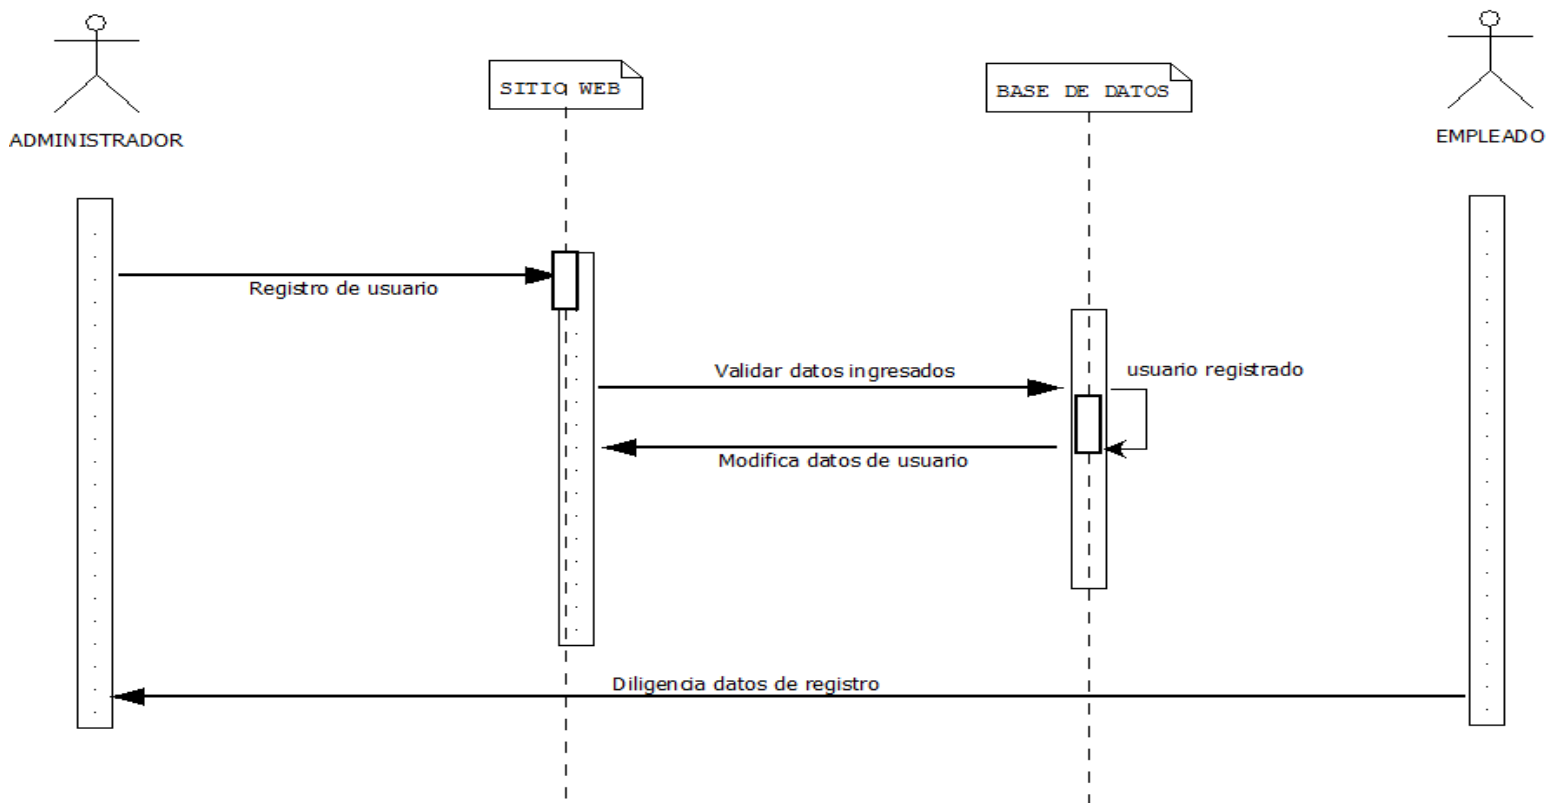 SITIO WEB
BASE DE DATOS
ADMINISTRADOR
EMPLEADO
Registro de usuario
Validar datos ingresados
usuario registrado
Modifica datos de usuario
Diligencia datos de registro